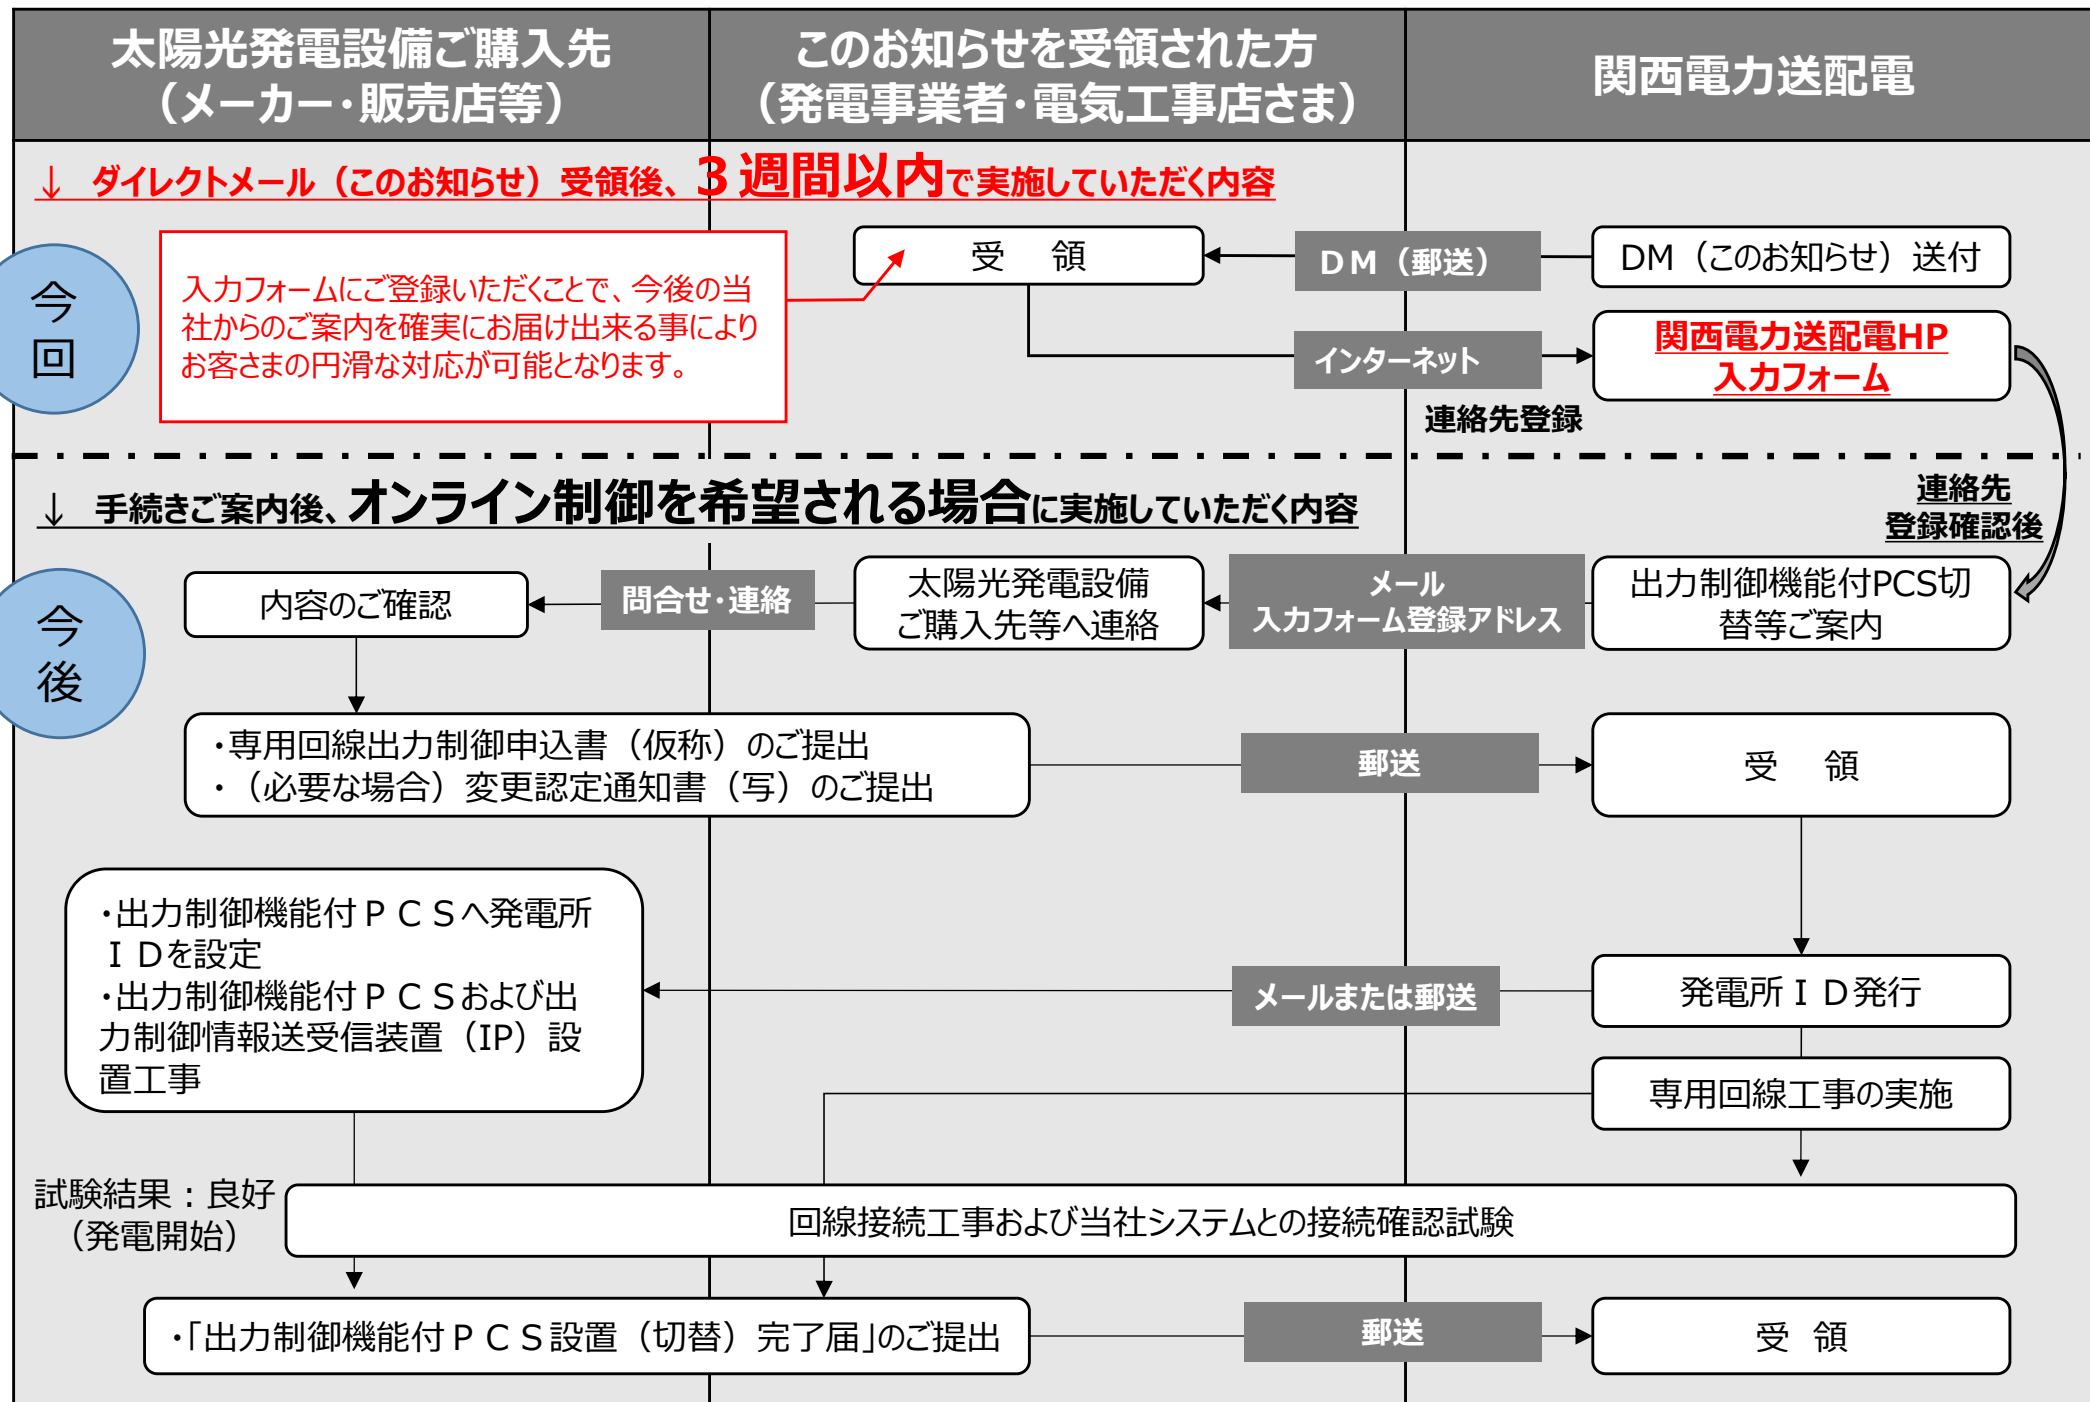 太陽光発電設備ご購入先
（メーカー・販売店等）
このお知らせを受領された方
（発電事業者・電気工事店さま）
関西電力送配電
↓ ダイレクトメール（このお知らせ）受領後、３週間以内で実施していただく内容
今
回
入力フォームにご登録いただくことで、今後の当
社からのご案内を確実にお届け出来る事により
お客さまの円滑な対応が可能となります。
受　領
ＤＭ（郵送）
DM（このお知らせ）送付
インターネット
関西電力送配電HP
入力フォーム
連絡先登録
↓ 手続きご案内後、オンライン制御を希望される場合に実施していただく内容
連絡先
登録確認後
今
後
内容のご確認
問合せ・連絡
太陽光発電設備
ご購入先等へ連絡
メール
入力フォーム登録アドレス
出力制御機能付PCS切
替等ご案内
・専用回線出力制御申込書（仮称）のご提出
・（必要な場合）変更認定通知書（写）のご提出
郵送
受　領
・出力制御機能付ＰＣＳへ発電所
ＩＤを設定
・出力制御機能付ＰＣＳおよび出
力制御情報送受信装置（IP）設
置工事
メールまたは郵送
発電所ＩＤ発行
専用回線工事の実施
試験結果：良好
（発電開始）
回線接続工事および当社システムとの接続確認試験
・「出力制御機能付ＰＣＳ設置（切替）完了届」のご提出
郵送
受 領